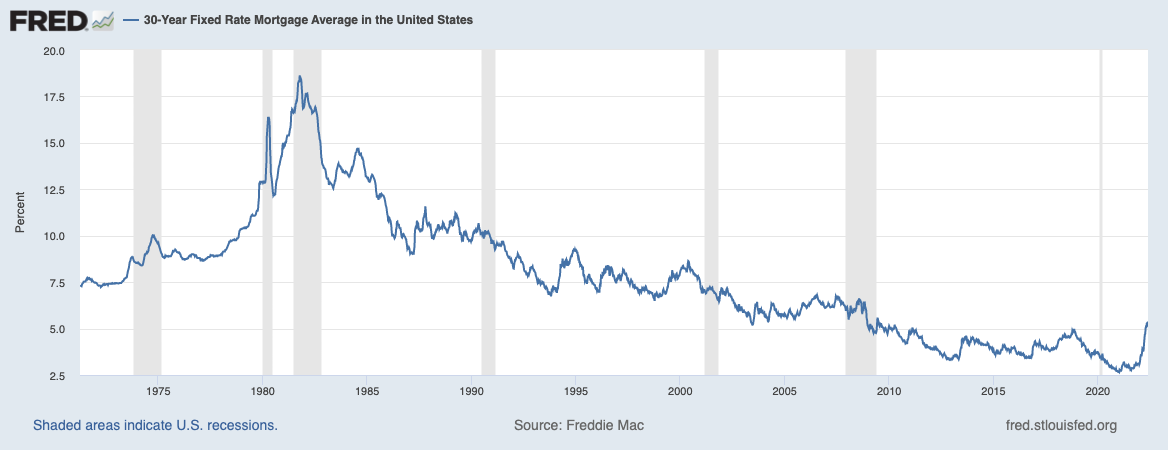 FRED
30-Year Fixed Rate Mortgage Average in the United States
20.0
17.5
15.0
12.5
10.0
7.5
5.0
2.5
Percent
1975 1980 1985 1990 1995 2000 2005 2010 2015 2020
Shaded areas indicate U.S. recessions. Source: Freddie Mac fred.stlouisfed.org